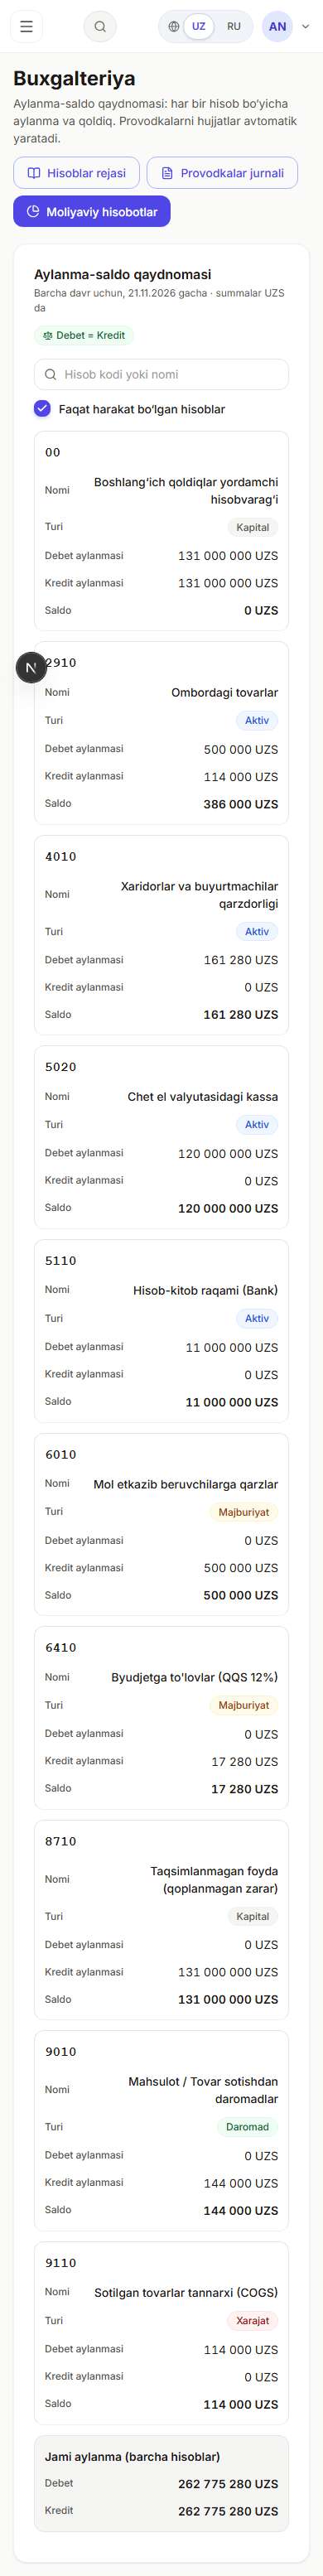 UZ RU AN
Buxgalteriya
Aylanma-saldo qaydnomasi: har bir hisob bo‘yicha
aylanma va qoldiq. Provodkalarni hujjatlar avtomatik
yaratadi.
Hisoblar rejasi
Provodkalar jurnali
Moliyaviy hisobotlar
Aylanma-saldo qaydnomasi
Barcha davr uchun, 21.11.2026 gacha · summalar UZS
da
Debet = Kredit
Hisob kodi yoki nomi
Faqat harakat bo‘lgan hisoblar
00
Nomi Boshlang‘ich qoldiqlar yordamchi
hisobvarag‘i
Turi Kapital
Debet aylanmasi 131 000 000 UZS
Kredit aylanmasi 131 000 000 UZS
Saldo 0 UZS
N 2910
Nomi Ombordagi tovarlar
Turi Aktiv
Debet aylanmasi 500 000 UZS
Kredit aylanmasi 114 000 UZS
Saldo 386 000 UZS
4010
Nomi Xaridorlar va buyurtmachilar
qarzdorligi
Turi Aktiv
Debet aylanmasi 161 280 UZS
Kredit aylanmasi 0 UZS
Saldo 161 280 UZS
5020
Nomi Chet el valyutasidagi kassa
Turi Aktiv
Debet aylanmasi 120 000 000 UZS
Kredit aylanmasi 0 UZS
Saldo 120 000 000 UZS
5110
Nomi Hisob-kitob raqami (Bank)
Turi Aktiv
Debet aylanmasi 11 000 000 UZS
Kredit aylanmasi 0 UZS
Saldo 11 000 000 UZS
6010
Nomi Mol etkazib beruvchilarga qarzlar
Turi Majburiyat
Debet aylanmasi 0 UZS
Kredit aylanmasi 500 000 UZS
Saldo 500 000 UZS
6410
Nomi Byudjetga to'lovlar (QQS 12%)
Turi Majburiyat
Debet aylanmasi 0 UZS
Kredit aylanmasi 17 280 UZS
Saldo 17 280 UZS
8710
Nomi Taqsimlanmagan foyda
(qoplanmagan zarar)
Turi Kapital
Debet aylanmasi 0 UZS
Kredit aylanmasi 131 000 000 UZS
Saldo 131 000 000 UZS
9010
Nomi Mahsulot / Tovar sotishdan
daromadlar
Turi Daromad
Debet aylanmasi 0 UZS
Kredit aylanmasi 144 000 UZS
Saldo 144 000 UZS
9110
Nomi Sotilgan tovarlar tannarxi (COGS)
Turi Xarajat
Debet aylanmasi 114 000 UZS
Kredit aylanmasi 0 UZS
Saldo 114 000 UZS
Jami aylanma (barcha hisoblar)
Debet 262 775 280 UZS
Kredit 262 775 280 UZS